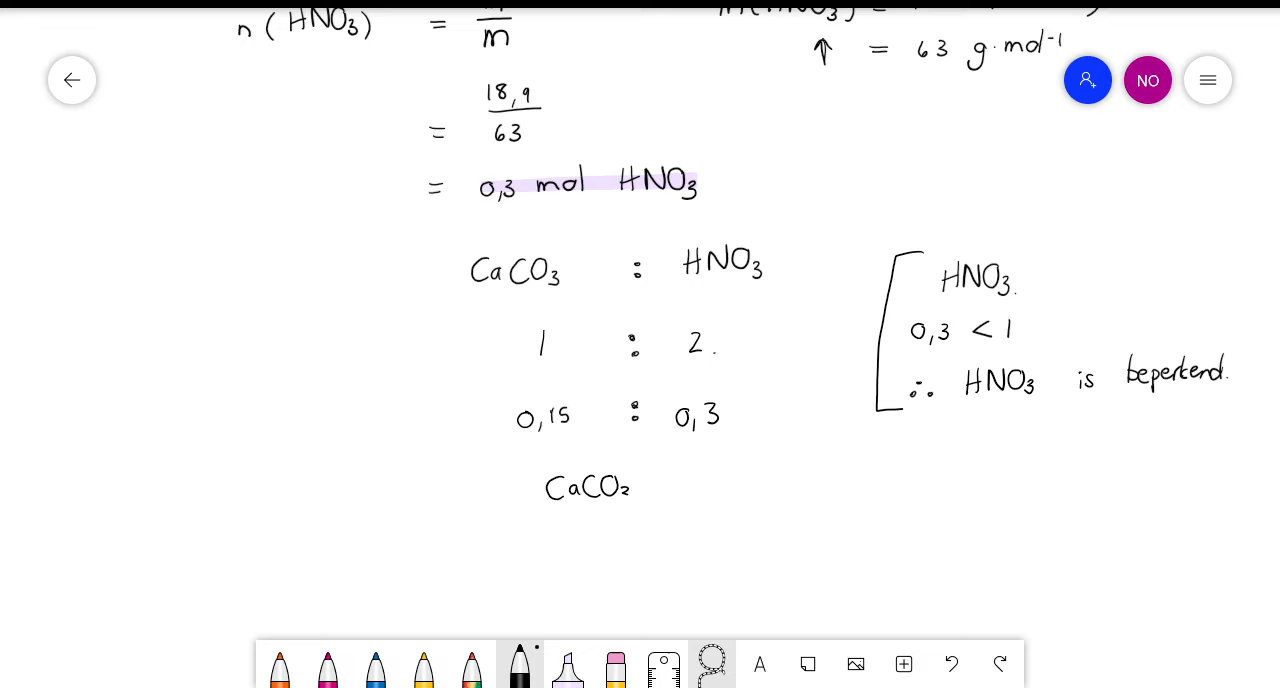 n (HNO₃) = m
= 63 g·mol⁻¹
NO
18,9
= 63
= 0,3 mol HNO₃
CaCO₃ : HNO₃
1 : 2.
0,15 : 0,3
CaCO₂
HNO₃.
0,3 < 1
∴ HNO₃ is beperkend.
A